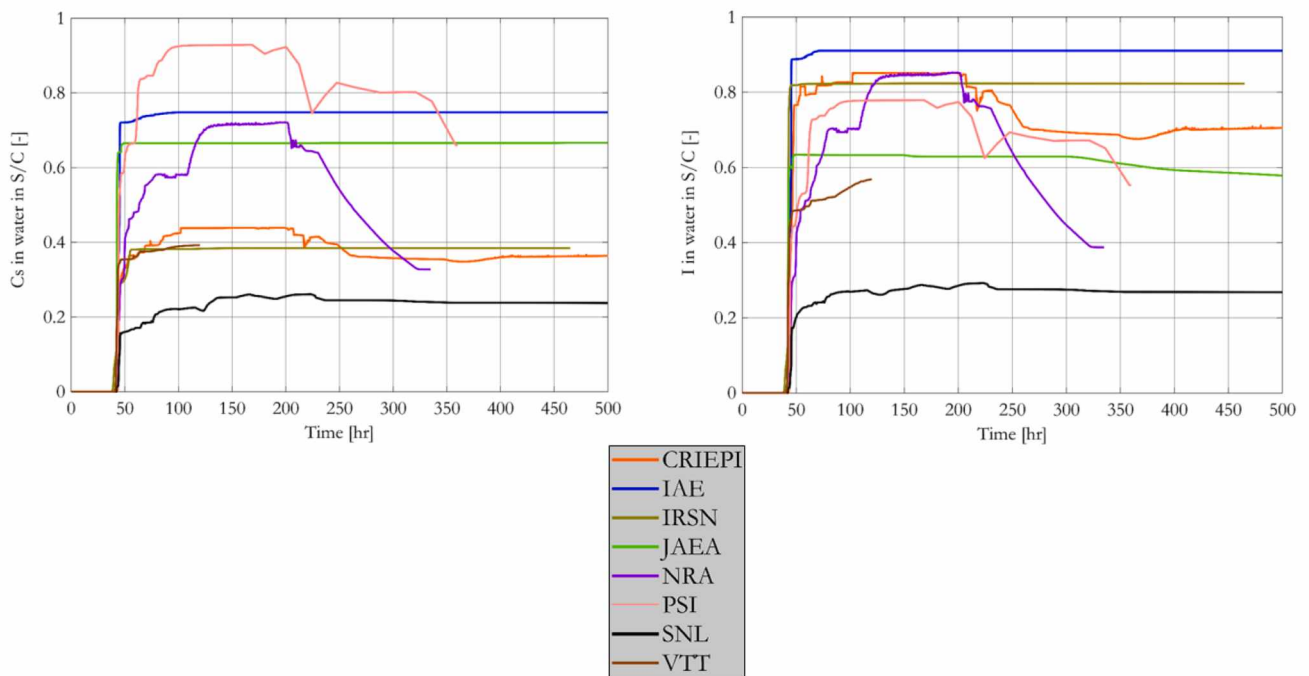 1
0.8
0.6
0.4
0.2
0
Cs in water in S/C [-]
0 50 100 150 200 250 300 350 400 450 500
Time [hr]
1
0.8
0.6
0.4
0.2
0
I in water in S/C [-]
0 50 100 150 200 250 300 350 400 450 500
Time [hr]
CRIEPI
IAE
IRSN
JAEA
NRA
PSI
SNL
VTT